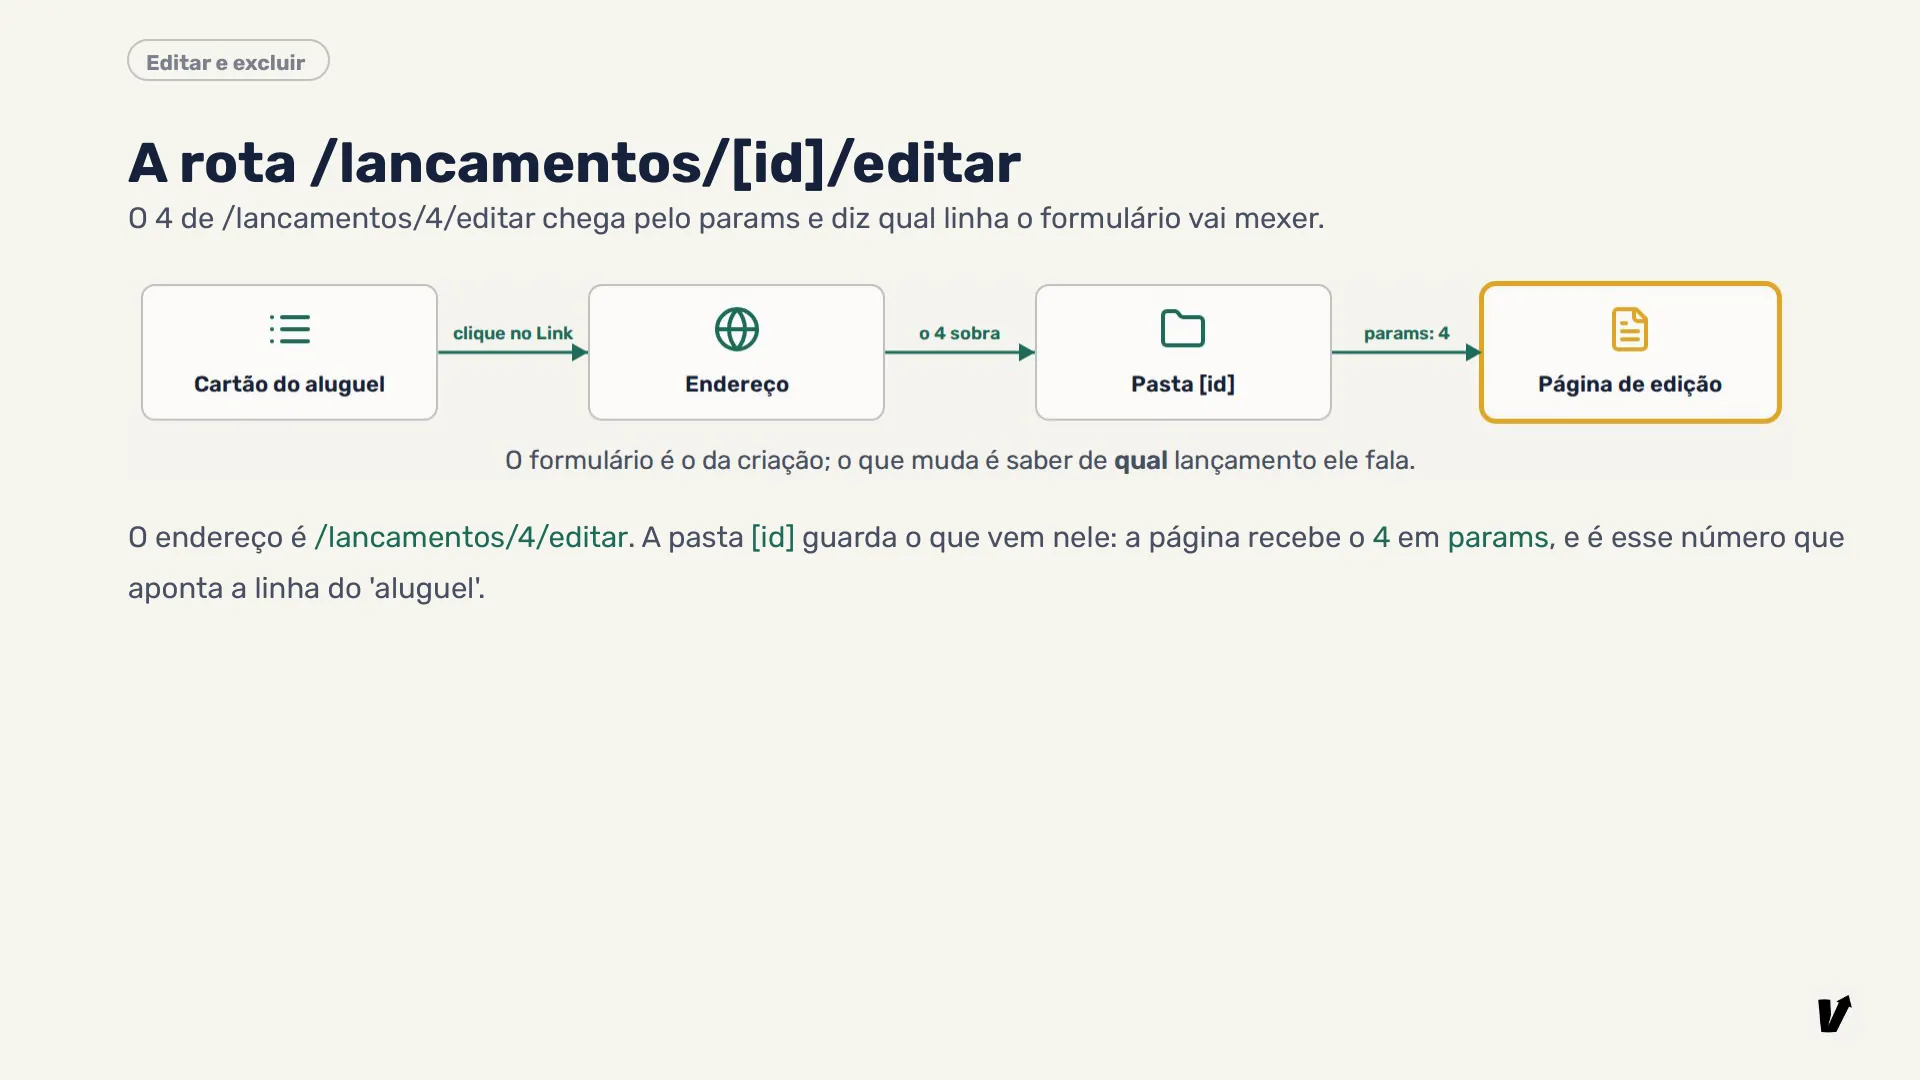 Editar e excluir
A rota /lancamentos/[id]/editar
O 4 de /lancamentos/4/editar chega pelo params e diz qual linha o formulário vai mexer.
clique no Link
o 4 sobra
params: 4
Cartão do aluguel
Endereço
Pasta [id]
Página de edição
O formulário é o da criação; o que muda é saber de qual lançamento ele fala.
O endereço é /lancamentos/4/editar. A pasta [id] guarda o que vem nele: a página recebe o 4 em params, e é esse número que
aponta a linha do 'aluguel'.